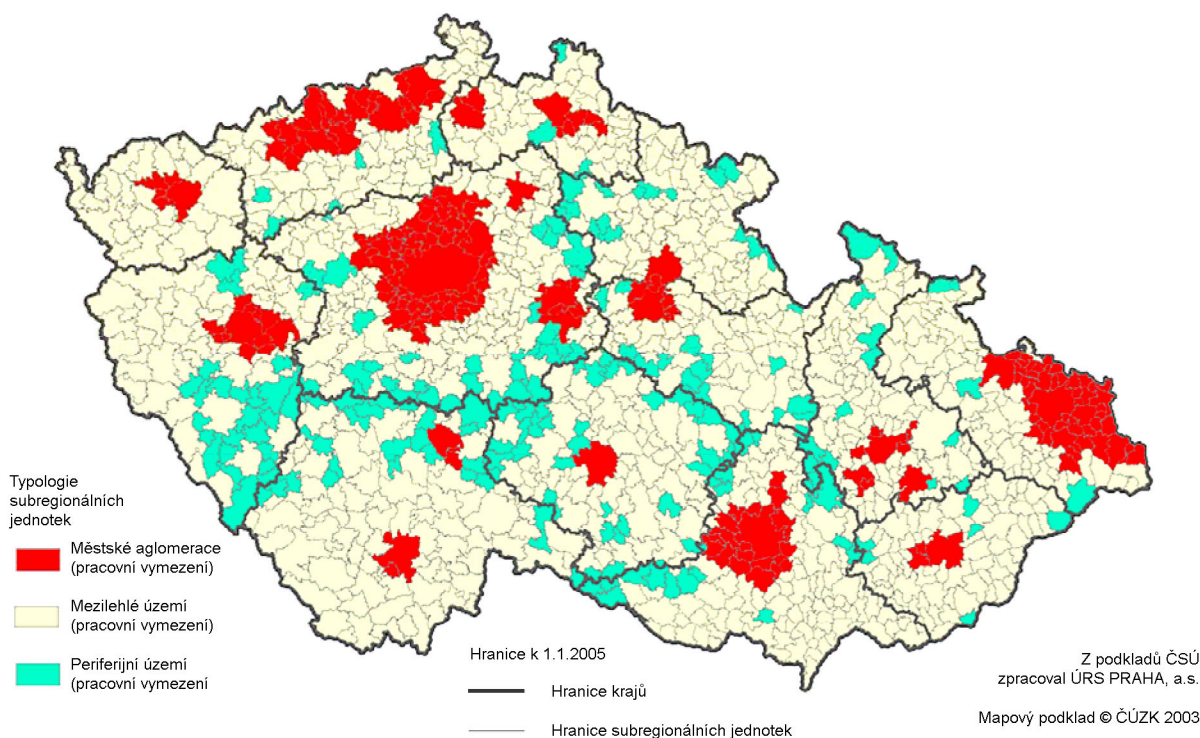 Typologie
subregionálních
jednotek
Městské aglomerace
(pracovní vymezení)
Mezilehlé území
(pracovní vymezení)
Periferijní území
(pracovní vymezení
Hranice k 1.1.2005
Hranice krajů
Hranice subregionálních jednotek
Z podkladů ČSÚ
zpracoval ÚRS PRAHA, a.s.
Mapový podklad © ČÚZK 2003